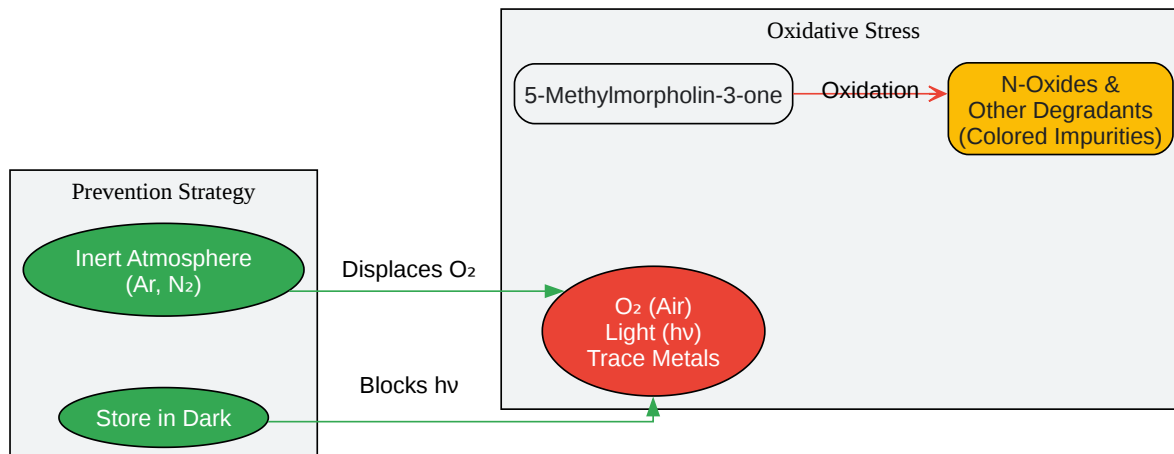 Oxidative Stress
5-Methylmorpholin-3-one
Oxidation
N-Oxides &
Other Degradants
(Colored Impurities)
Prevention Strategy
Inert Atmosphere
(Ar, N₂)
Displaces O₂
O₂ (Air)
Light (hν)
Trace Metals
Blocks hν
Store in Dark